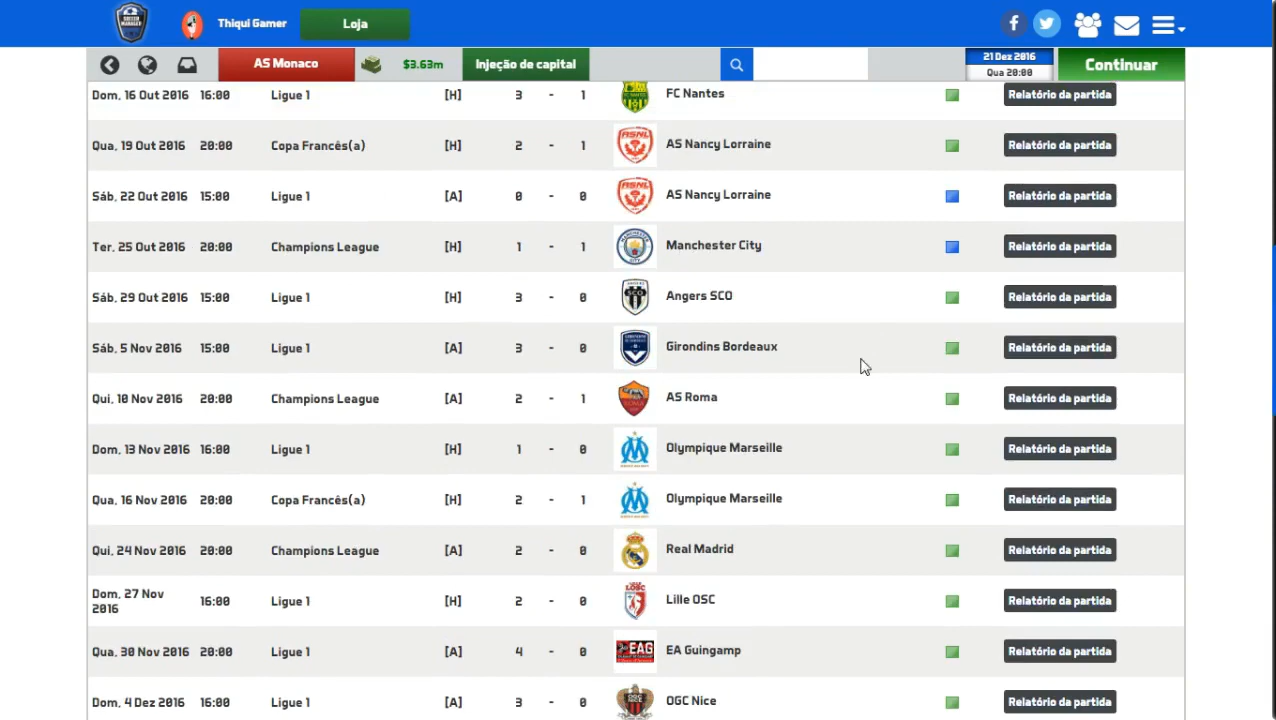 SOCCER MANAGER Thiqui Gamer Loja
AS Monaco $3.63m Injeção de capital 21 Dez 2016 Qua 20:00 Continuar
Dom, 16 Out 2016 16:00 Ligue 1 [H] 3 - 1 FC Nantes Relatório da partida
Qua, 19 Out 2016 20:00 Copa Francês(a) [H] 2 - 1 ASNL AS Nancy Lorraine Relatório da partida
Sáb, 22 Out 2016 15:00 Ligue 1 [A] 0 - 0 ASNL AS Nancy Lorraine Relatório da partida
Ter, 25 Out 2016 20:00 Champions League [H] 1 - 1 Manchester City Relatório da partida
Sáb, 29 Out 2016 15:00 Ligue 1 [H] 3 - 0 SCO Angers SCO Relatório da partida
Sáb, 5 Nov 2016 15:00 Ligue 1 [A] 3 - 0 Girondins Bordeaux Relatório da partida
Qui, 10 Nov 2016 20:00 Champions League [A] 2 - 1 ROMA AS Roma Relatório da partida
Dom, 13 Nov 2016 16:00 Ligue 1 [H] 1 - 0 Olympique Marseille Relatório da partida
Qua, 16 Nov 2016 20:00 Copa Francês(a) [H] 2 - 1 Olympique Marseille Relatório da partida
Qui, 24 Nov 2016 20:00 Champions League [A] 2 - 0 Real Madrid Relatório da partida
Dom, 27 Nov 2016 16:00 Ligue 1 [H] 2 - 0 LOSC Lille OSC Relatório da partida
Qua, 30 Nov 2016 20:00 Ligue 1 [A] 4 - 0 EAG EA Guingamp Relatório da partida
Dom, 4 Dez 2016 16:00 Ligue 1 [A] 3 - 0 OGC NICE OGC Nice Relatório da partida